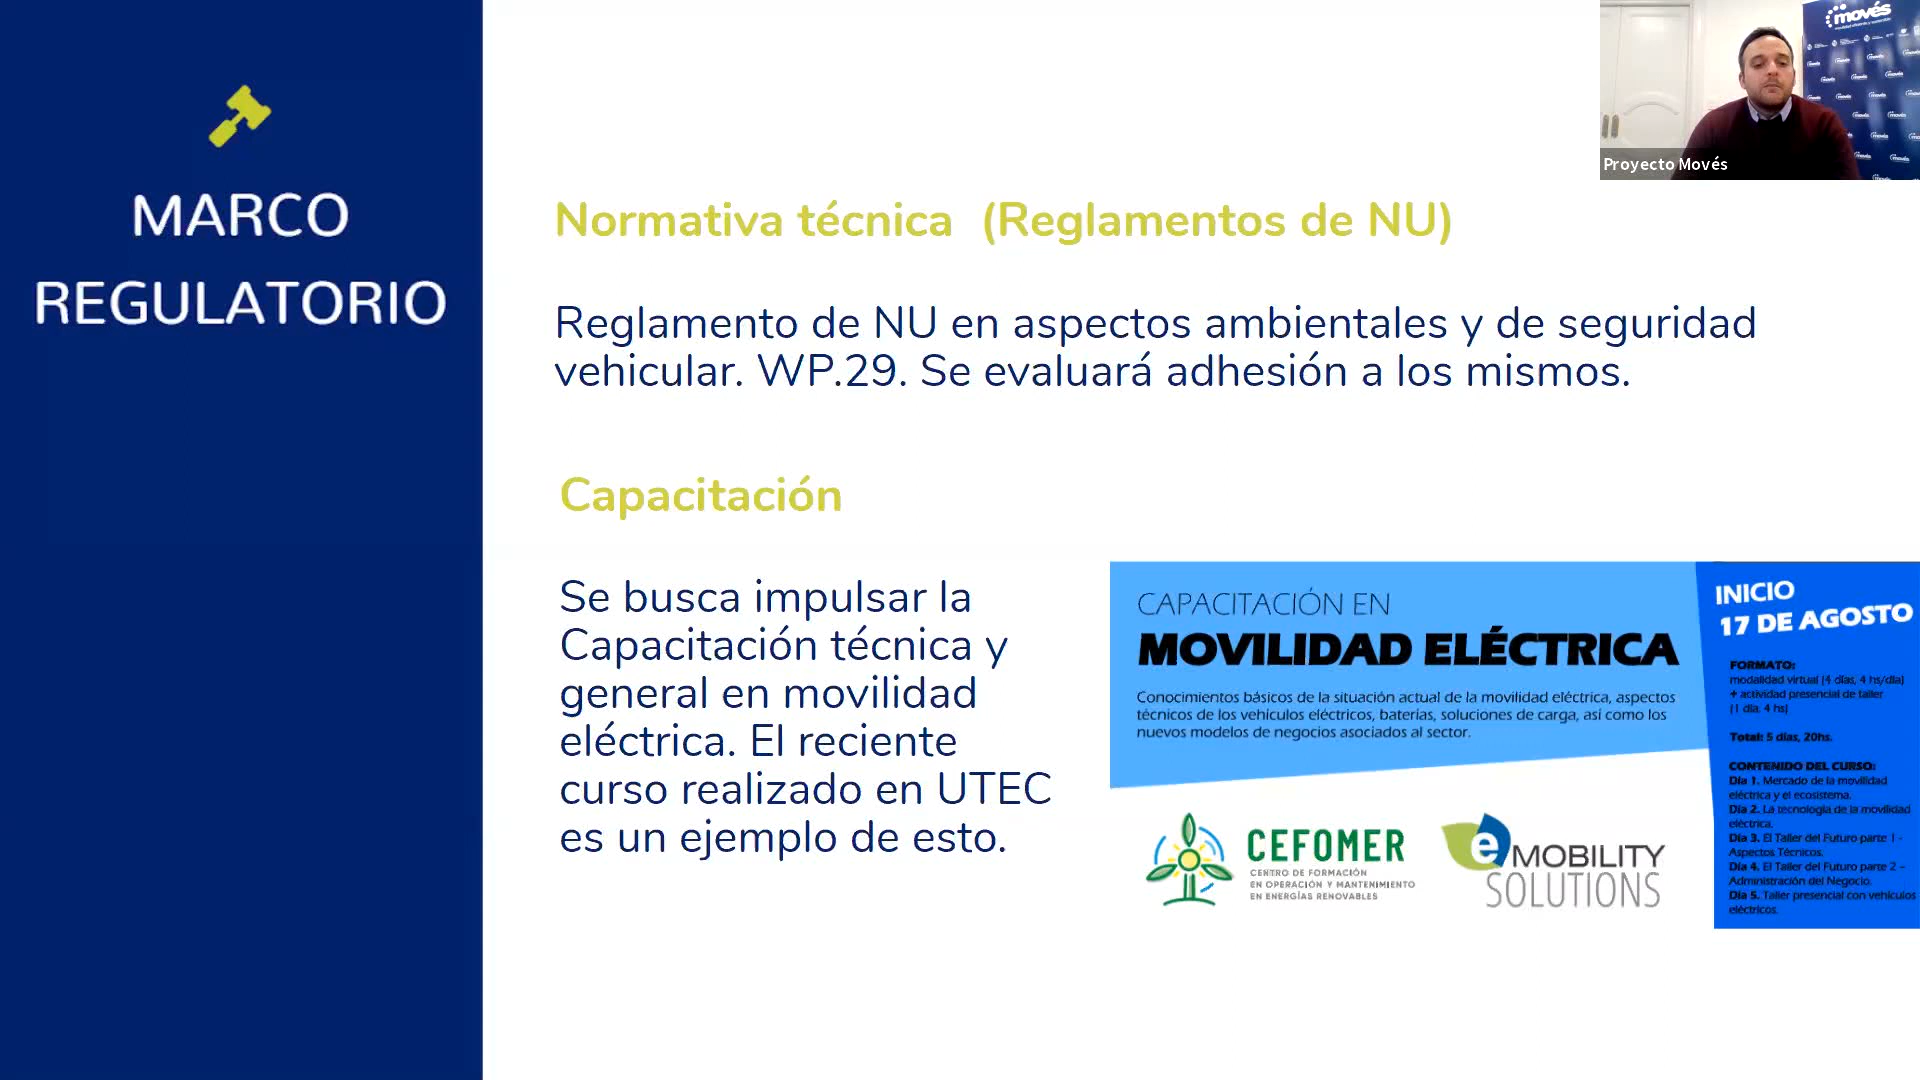 MARCO
REGULATORIO
movés
Proyecto Movés
Normativa técnica (Reglamentos de NU)
Reglamento de NU en aspectos ambientales y de seguridad
vehicular. WP.29. Se evaluará adhesión a los mismos.
Capacitación
Se busca impulsar la
Capacitación técnica y
general en movilidad
eléctrica. El reciente
curso realizado en UTEC
es un ejemplo de esto.
CAPACITACIÓN EN
MOVILIDAD ELÉCTRICA
Conocimientos básicos de la situación actual de la movilidad eléctrica, aspectos
técnicos de los vehículos eléctricos, baterías, soluciones de carga, así como los
nuevos modelos de negocios asociados al sector.
CEFOMER
CENTRO DE FORMACIÓN
EN OPERACIÓN Y MANTENIMIENTO
EN ENERGÍAS RENOVABLES
eMOBILITY
SOLUTIONS
INICIO
17 DE AGOSTO
FORMATO:
modalidad virtual (4 días, 4 hs/día)
+ actividad presencial de taller
(1 día, 4 hs)
Total: 5 días, 20hs.
CONTENIDO DEL CURSO:
Día 1. Mercado de la movilidad
eléctrica y el ecosistema.
Día 2. La tecnología de la movilidad
eléctrica.
Día 3. El Taller del Futuro parte 1 -
Aspectos Técnicos.
Día 4. El Taller del Futuro parte 2 -
Administración del Negocio.
Día 5. Taller presencial con vehículos
eléctricos.